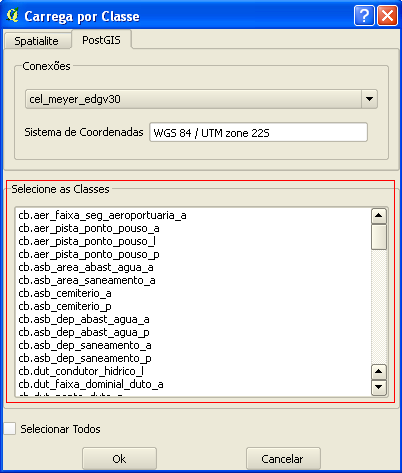 Carrega por Classe
Spatialite
PostGIS
Conexões
cel_meyer_edgv30
Sistema de Coordenadas
WGS 84 / UTM zone 22S
Selecione as Classes
cb.aer_faixa_seg_aeroportuaria_a
cb.aer_pista_ponto_pouso_a
cb.aer_pista_ponto_pouso_l
cb.aer_pista_ponto_pouso_p
cb.asb_area_abast_agua_a
cb.asb_area_saneamento_a
cb.asb_cemiterio_a
cb.asb_cemiterio_p
cb.asb_dep_abast_agua_a
cb.asb_dep_abast_agua_p
cb.asb_dep_saneamento_a
cb.asb_dep_saneamento_p
cb.dut_condutor_hidrico_l
cb.dut_faixa_dominial_duto_a
Selecionar Todos
Ok
Cancelar